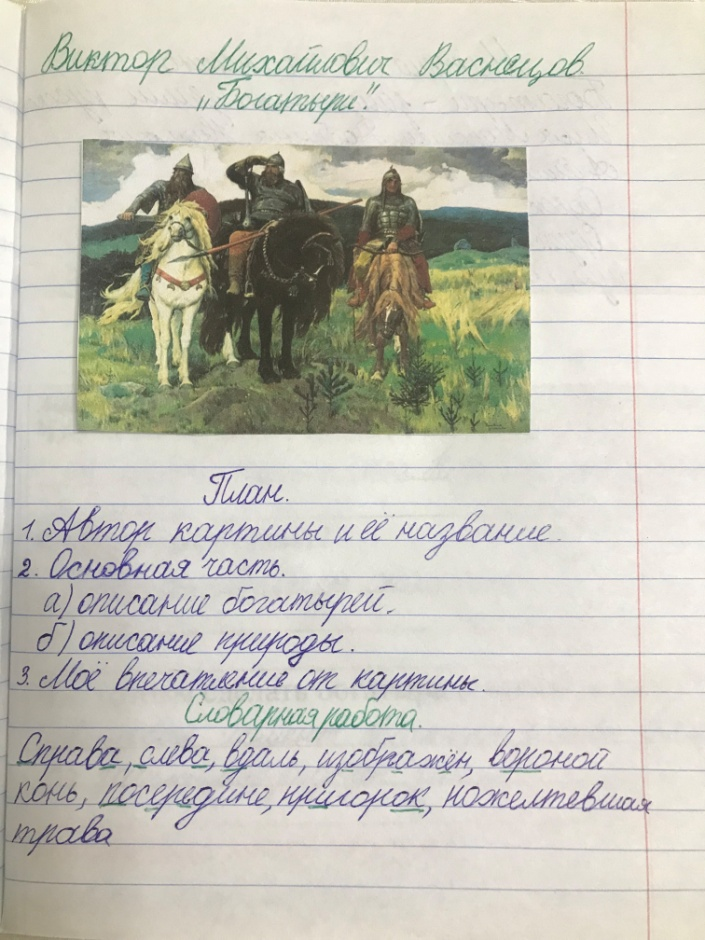 Виктор Михайлович Васнецов.
„Богатыри".
План.
1. Автор картины и её название.
2. Основная часть.
а) описание богатырей.
б) описание природы.
3. Моё впечатление от картины.
Словарная работа.
Справа, слева, вдаль, изображён, вороной
конь, посередине, пригорок, пожелтевшая
трава